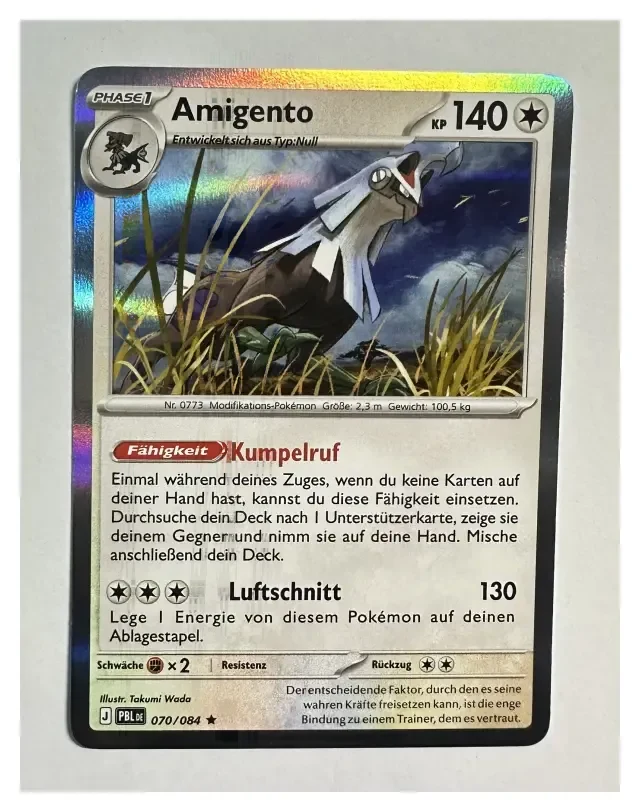 PHASE 1
Amigento
KP 140
Entwickelt sich aus Typ:Null
Nr. 0773 Modifikations-Pokémon Größe: 2,3 m Gewicht: 100,5 kg
Fähigkeit Kumpelruf
Einmal während deines Zuges, wenn du keine Karten auf
deiner Hand hast, kannst du diese Fähigkeit einsetzen.
Durchsuche dein Deck nach 1 Unterstützerkarte, zeige sie
deinem Gegner und nimm sie auf deine Hand. Mische
anschließend dein Deck.
Luftschnitt 130
Lege 1 Energie von diesem Pokémon auf deinen
Ablagestapel.
Schwäche ×2 Resistenz Rückzug
Illustr. Takumi Wada
J PBL DE 070/084
Der entscheidende Faktor, durch den es seine
wahren Kräfte freisetzen kann, ist die enge
Bindung zu einem Trainer, dem es vertraut.